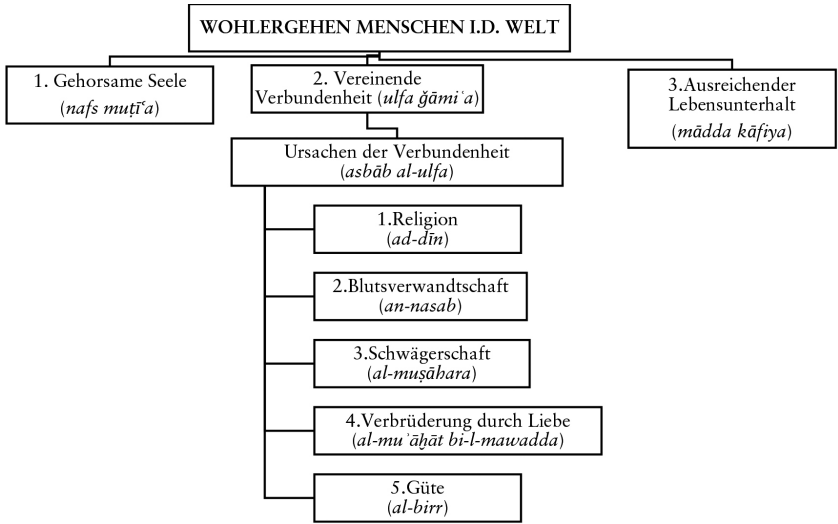 WOHLERGEHEN MENSCHEN I.D. WELT
1. Gehorsame Seele
(nafs muṭīʿa)
2. Vereinende
Verbundenheit (ulfa ǧāmiʿa)
3.Ausreichender
Lebensunterhalt
(mādda kāfiya)
Ursachen der Verbundenheit
(asbāb al-ulfa)
1.Religion
(ad-dīn)
2.Blutsverwandtschaft
(an-nasab)
3.Schwägerschaft
(al-muṣāhara)
4.Verbrüderung durch Liebe
(al-muʾāḫāt bi-l-mawadda)
5.Güte
(al-birr)